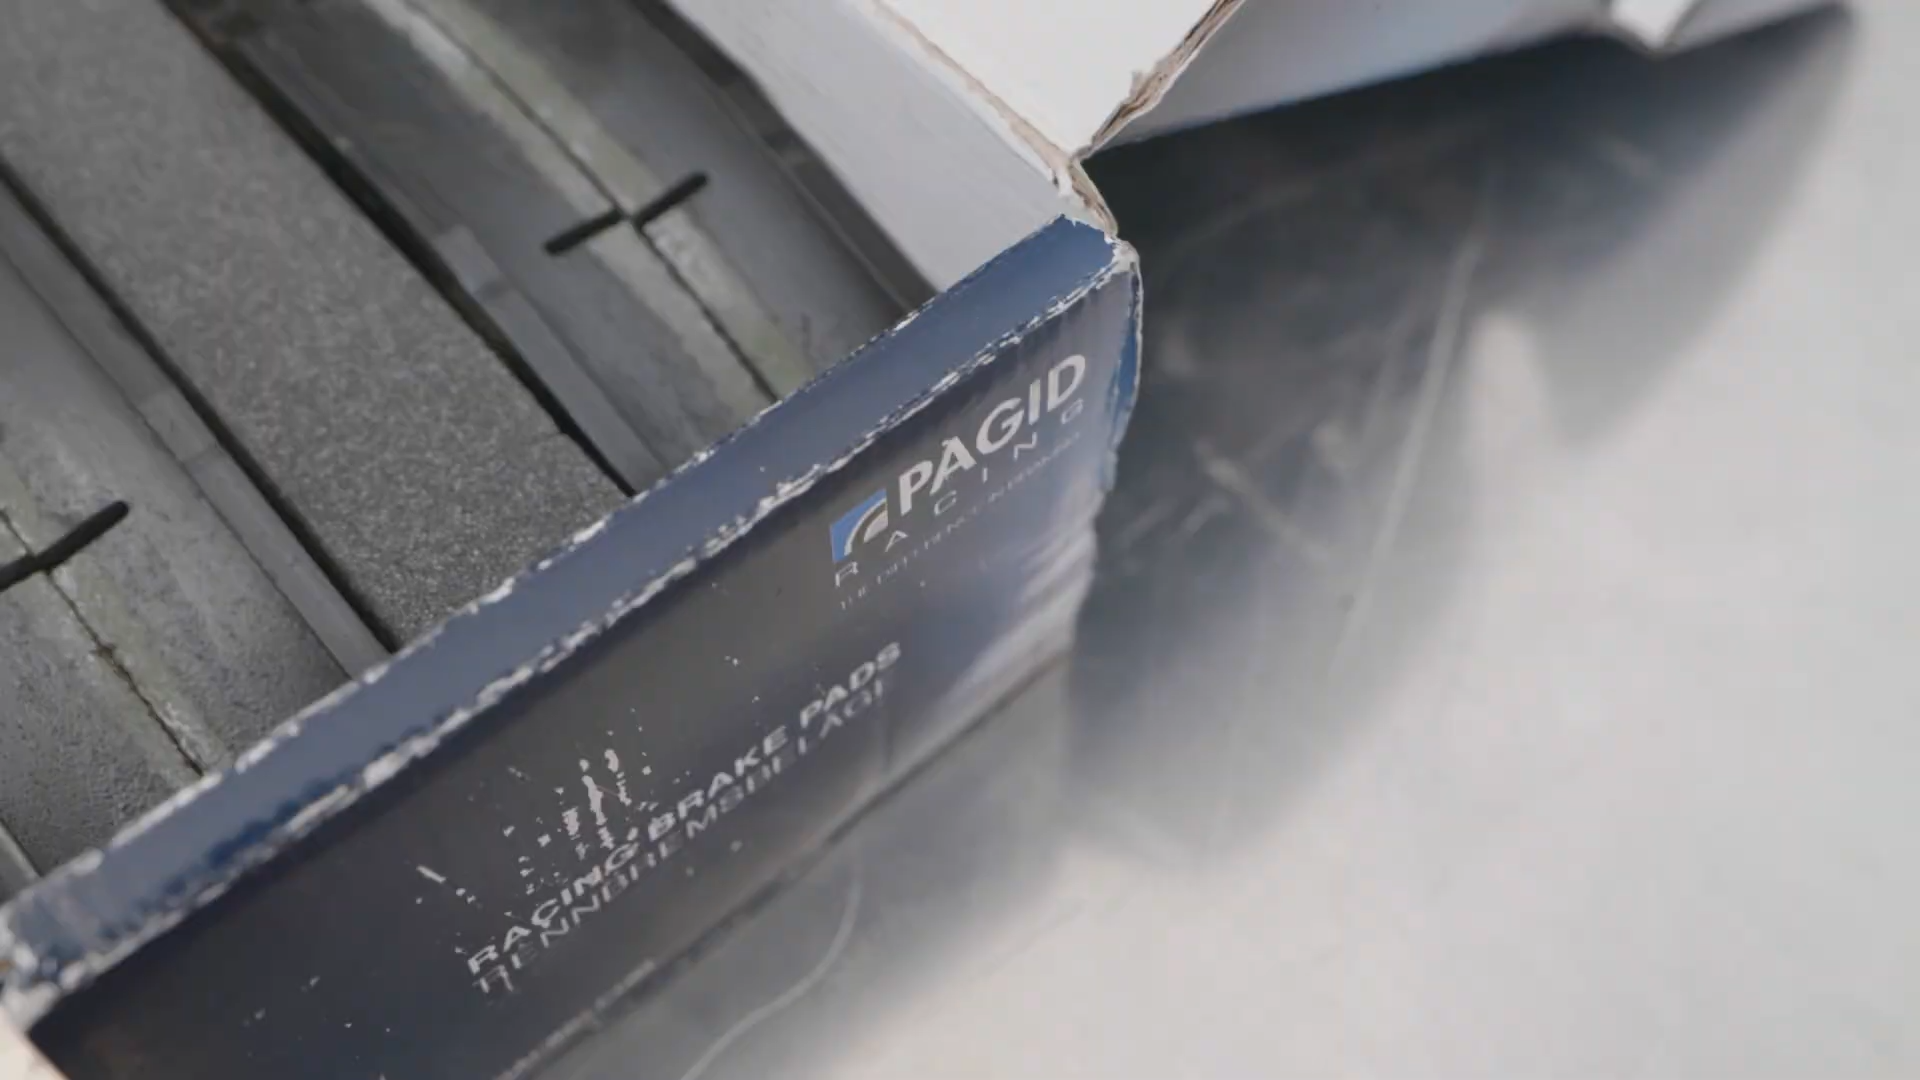 PAGID
RACING
RACING BRAKE PADS
RENNBREMSBELÄGE